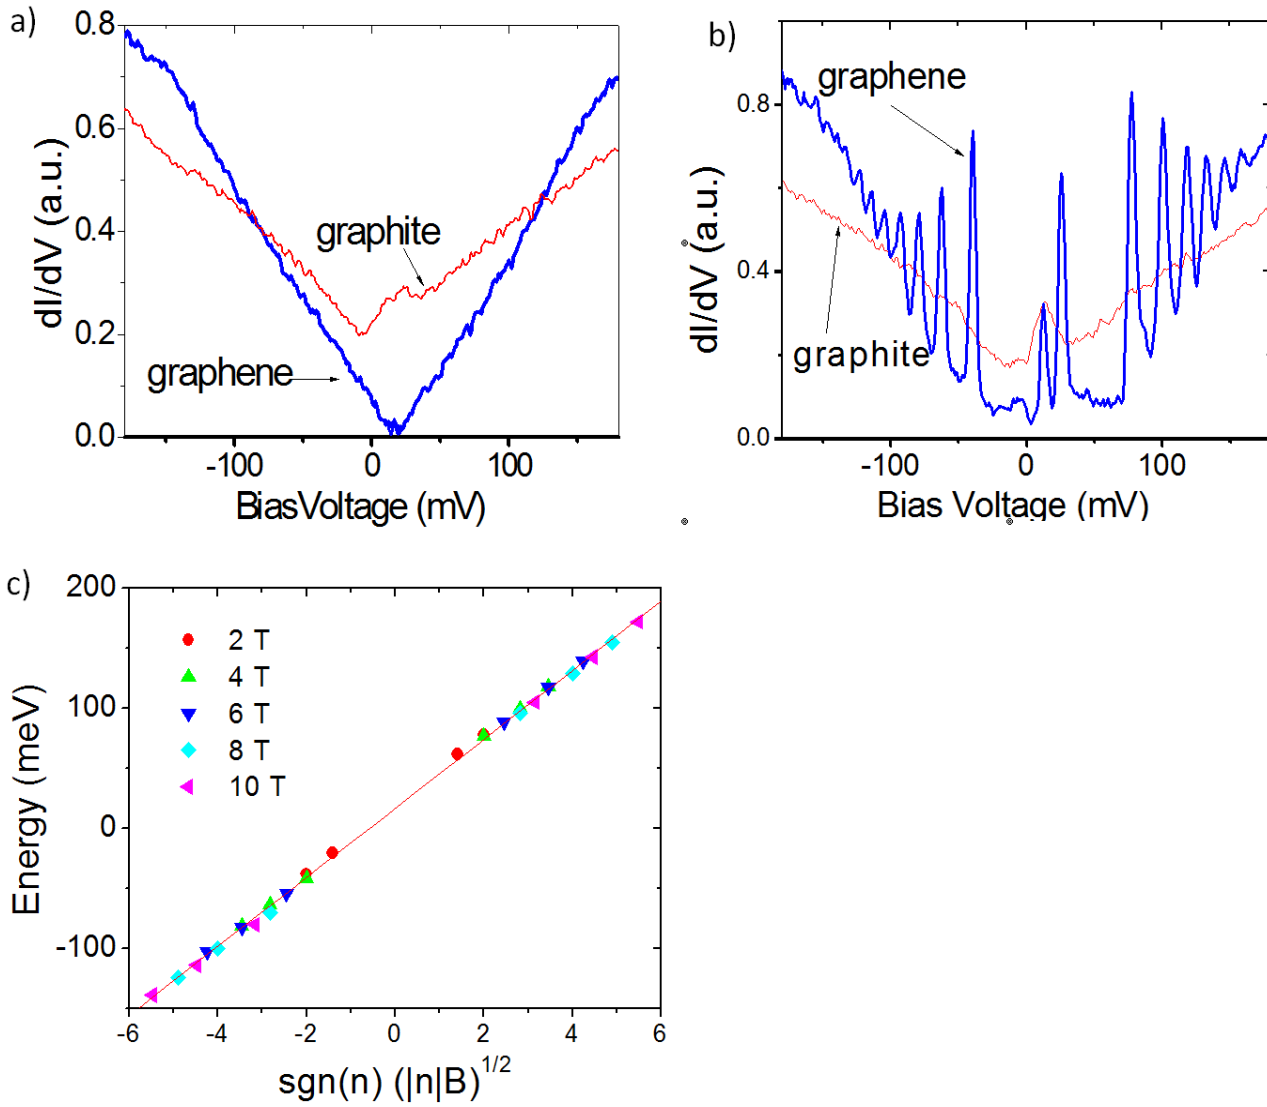 a)
0.8
0.6
0.4
0.2
0.0
dI/dV (a.u.)
graphite
graphene
-100 0 100
BiasVoltage (mV)
b)
0.8
0.4
0.0
dI/dV (a.u.)
graphene
graphite
-100 0 100
Bias Voltage (mV)
c)
200
100
0
-100
Energy (meV)
2 T
4 T
6 T
8 T
10 T
-6 -4 -2 0 2 4 6
sgn(n) (|n|B)^{1/2}